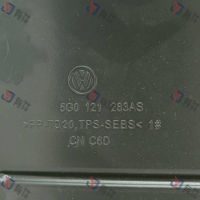 5G0 121 283AS
>PP-TD20,TPS-SEBS< 1#
CN C6D